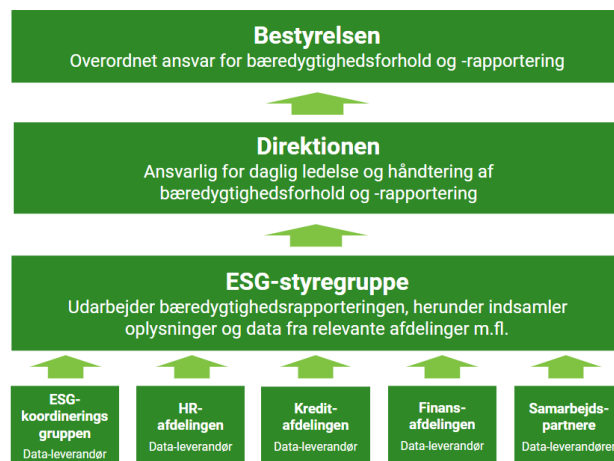 Bestyrelsen
Overordnet ansvar for bæredygtighedsforhold og -rapportering
Direktionen
Ansvarlig for daglig ledelse og håndtering af
bæredygtighedsforhold og -rapportering
ESG-styregruppe
Udarbejder bæredygtighedsrapporteringen, herunder indsamler
oplysninger og data fra relevante afdelinger m.fl.
ESG-
koordinerings
gruppen
Data-leverandør
HR-
afdelingen
Data-leverandør
Kredit-
afdelingen
Data-leverandør
Finans-
afdelingen
Data-leverandør
Samarbejds-
partnere
Data-leverandører